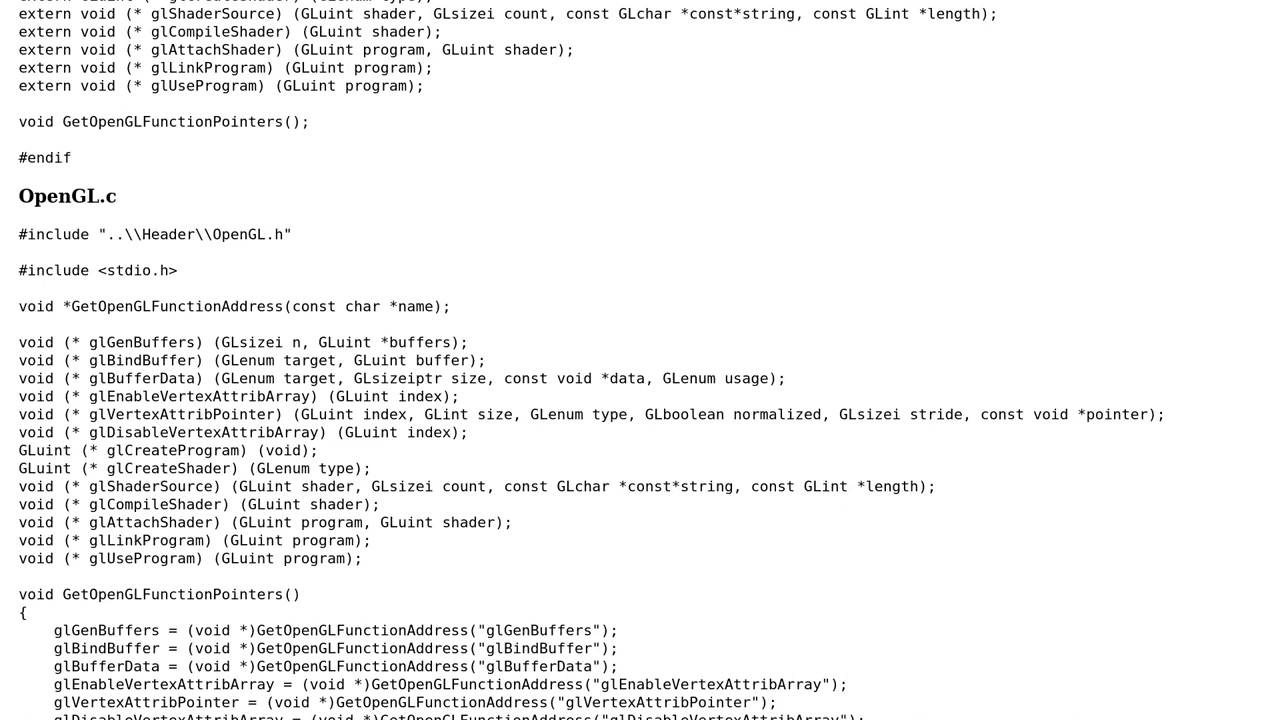 extern void (* glShaderSource) (GLuint shader, GLsizei count, const GLchar *const*string, const GLint *length);
extern void (* glCompileShader) (GLuint shader);
extern void (* glAttachShader) (GLuint program, GLuint shader);
extern void (* glLinkProgram) (GLuint program);
extern void (* glUseProgram) (GLuint program);
void GetOpenGLFunctionPointers();
#endif
OpenGL.c
#include "..\\Header\\OpenGL.h"
#include <stdio.h>
void *GetOpenGLFunctionAddress(const char *name);
void (* glGenBuffers) (GLsizei n, GLuint *buffers);
void (* glBindBuffer) (GLenum target, GLuint buffer);
void (* glBufferData) (GLenum target, GLsizeiptr size, const void *data, GLenum usage);
void (* glEnableVertexAttribArray) (GLuint index);
void (* glVertexAttribPointer) (GLuint index, GLint size, GLenum type, GLboolean normalized, GLsizei stride, const void *pointer);
void (* glDisableVertexAttribArray) (GLuint index);
GLuint (* glCreateProgram) (void);
GLuint (* glCreateShader) (GLenum type);
void (* glShaderSource) (GLuint shader, GLsizei count, const GLchar *const*string, const GLint *length);
void (* glCompileShader) (GLuint shader);
void (* glAttachShader) (GLuint program, GLuint shader);
void (* glLinkProgram) (GLuint program);
void (* glUseProgram) (GLuint program);
void GetOpenGLFunctionPointers()
{
glGenBuffers = (void *)GetOpenGLFunctionAddress("glGenBuffers");
glBindBuffer = (void *)GetOpenGLFunctionAddress("glBindBuffer");
glBufferData = (void *)GetOpenGLFunctionAddress("glBufferData");
glEnableVertexAttribArray = (void *)GetOpenGLFunctionAddress("glEnableVertexAttribArray");
glVertexAttribPointer = (void *)GetOpenGLFunctionAddress("glVertexAttribPointer");
glDisableVertexAttribArray = (void *)GetOpenGLFunctionAddress("glDisableVertexAttribArray");